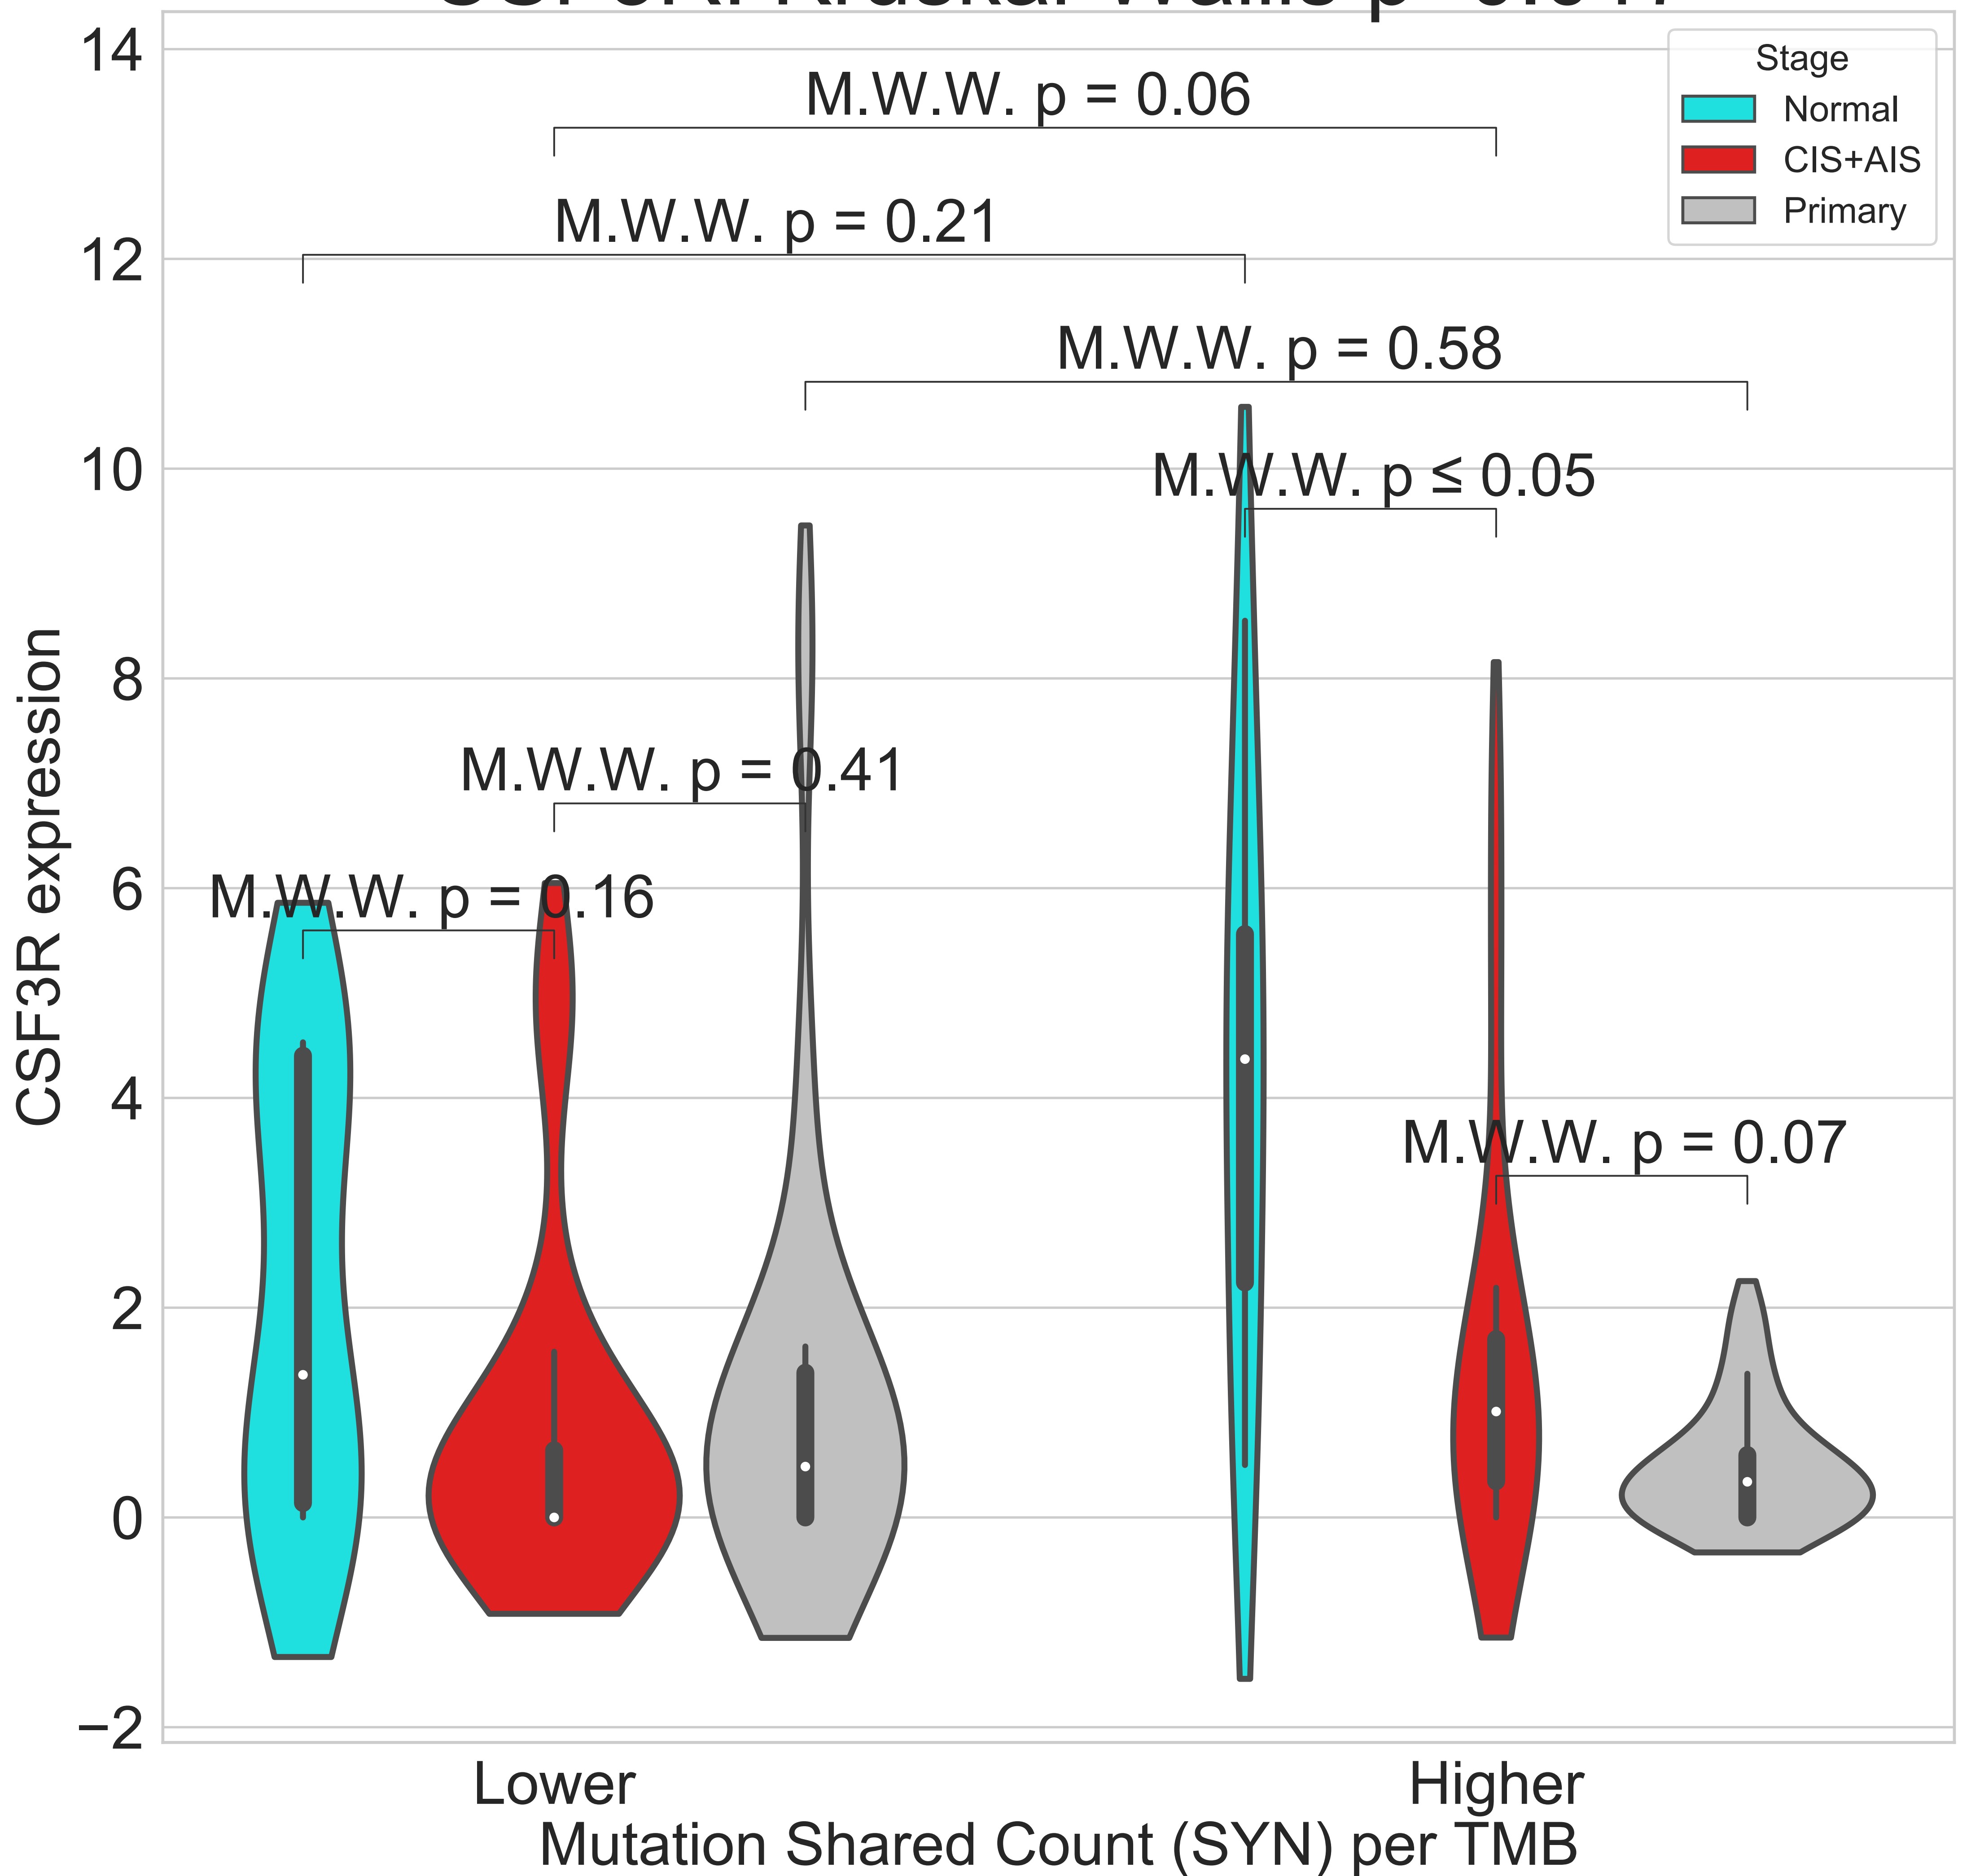 14
12
10
8
6
4
2
0
−2
CSF3R expression
Stage
Normal
CIS+AIS
Primary
M.W.W. p = 0.06
M.W.W. p = 0.21
M.W.W. p = 0.58
M.W.W. p ≤ 0.05
M.W.W. p = 0.41
M.W.W. p = 0.16
M.W.W. p = 0.07
Lower
Higher
Mutation Shared Count (SYN) per TMB